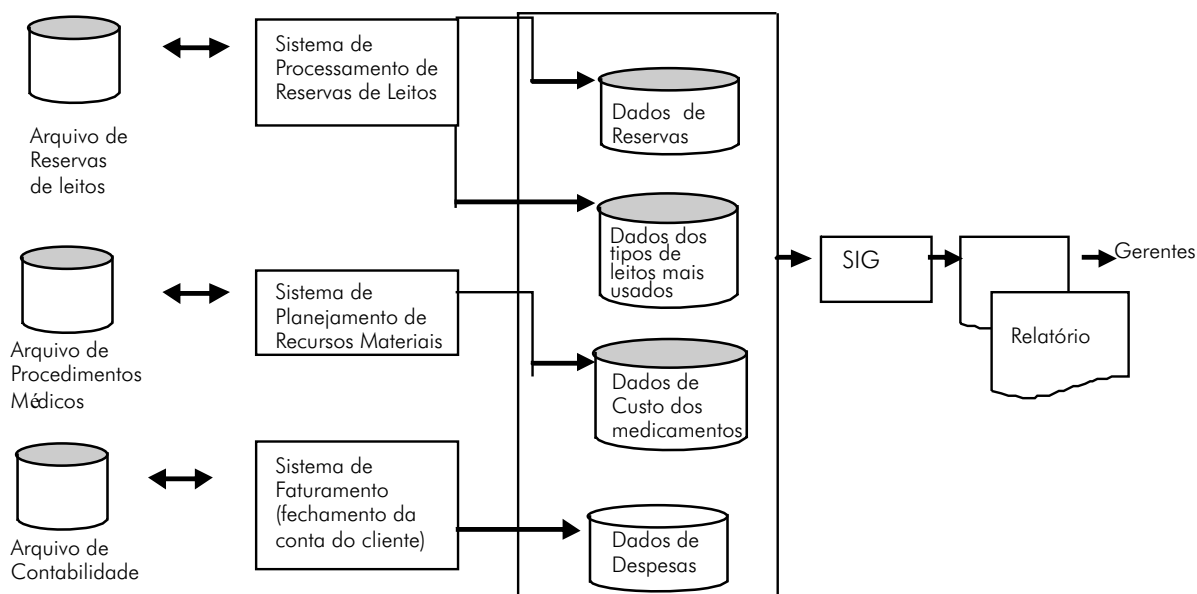 Arquivo de
Reservas
de leitos
Sistema de
Processamento de
Reservas de Leitos
Dados de
Reservas
Dados dos
tipos de
leitos mais
usados
Arquivo de
Procedimentos
Médicos
Sistema de
Planejamento de
Recursos Materiais
Dados de
Custo dos
medicamentos
Arquivo de
Contabilidade
Sistema de
Faturamento
(fechamento da
conta do cliente)
Dados de
Despesas
SIG
Relatório
Gerentes